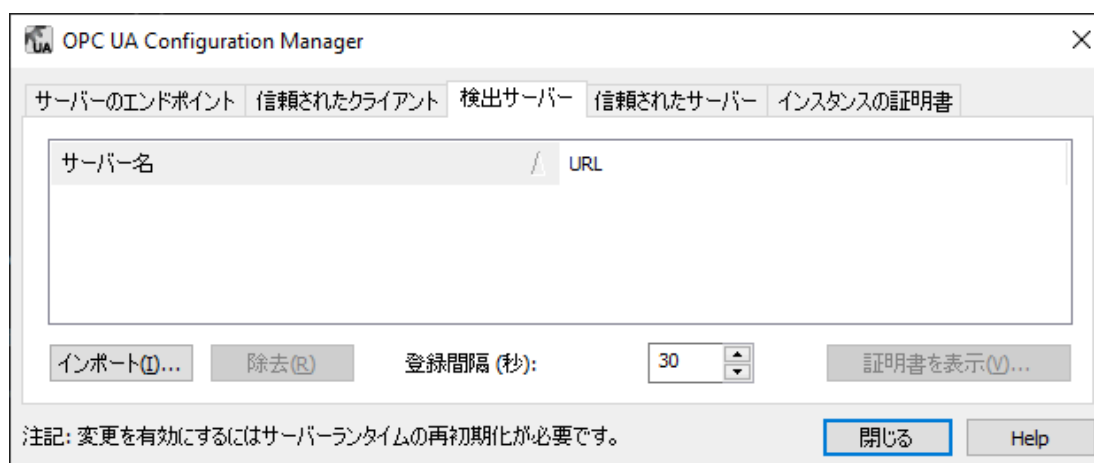 UA OPC UA Configuration Manager
サーバーのエンドポイント 信頼されたクライアント 検出サーバー 信頼されたサーバー インスタンスの証明書
サーバー名 URL
インポート(I)... 除去(R) 登録間隔 (秒): 30 証明書を表示(V)...
注記: 変更を有効にするにはサーバーランタイムの再初期化が必要です。 閉じる Help